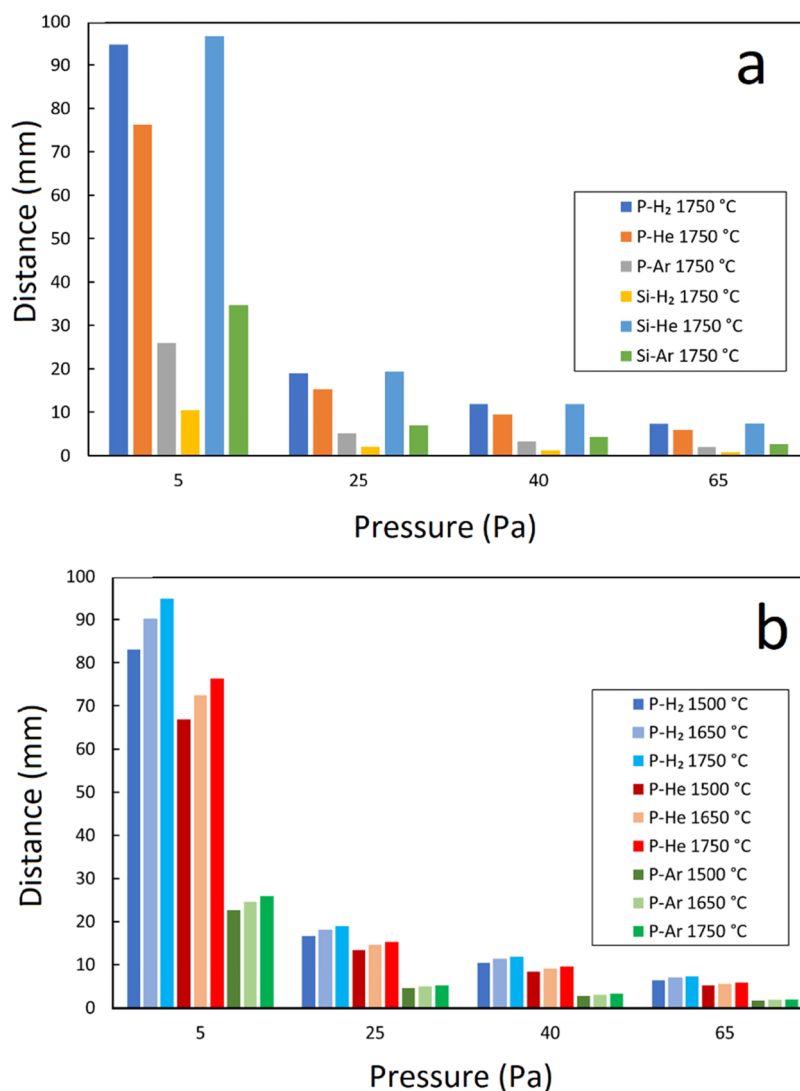 100
90
80
70
60
50
40
30
20
10
0
Distance (mm)
a
P-H₂ 1750 °C
P-He 1750 °C
P-Ar 1750 °C
Si-H₂ 1750 °C
Si-He 1750 °C
Si-Ar 1750 °C
5 25 40 65
Pressure (Pa)
100
90
80
70
60
50
40
30
20
10
0
Distance (mm)
b
P-H₂ 1500 °C
P-H₂ 1650 °C
P-H₂ 1750 °C
P-He 1500 °C
P-He 1650 °C
P-He 1750 °C
P-Ar 1500 °C
P-Ar 1650 °C
P-Ar 1750 °C
5 25 40 65
Pressure (Pa)